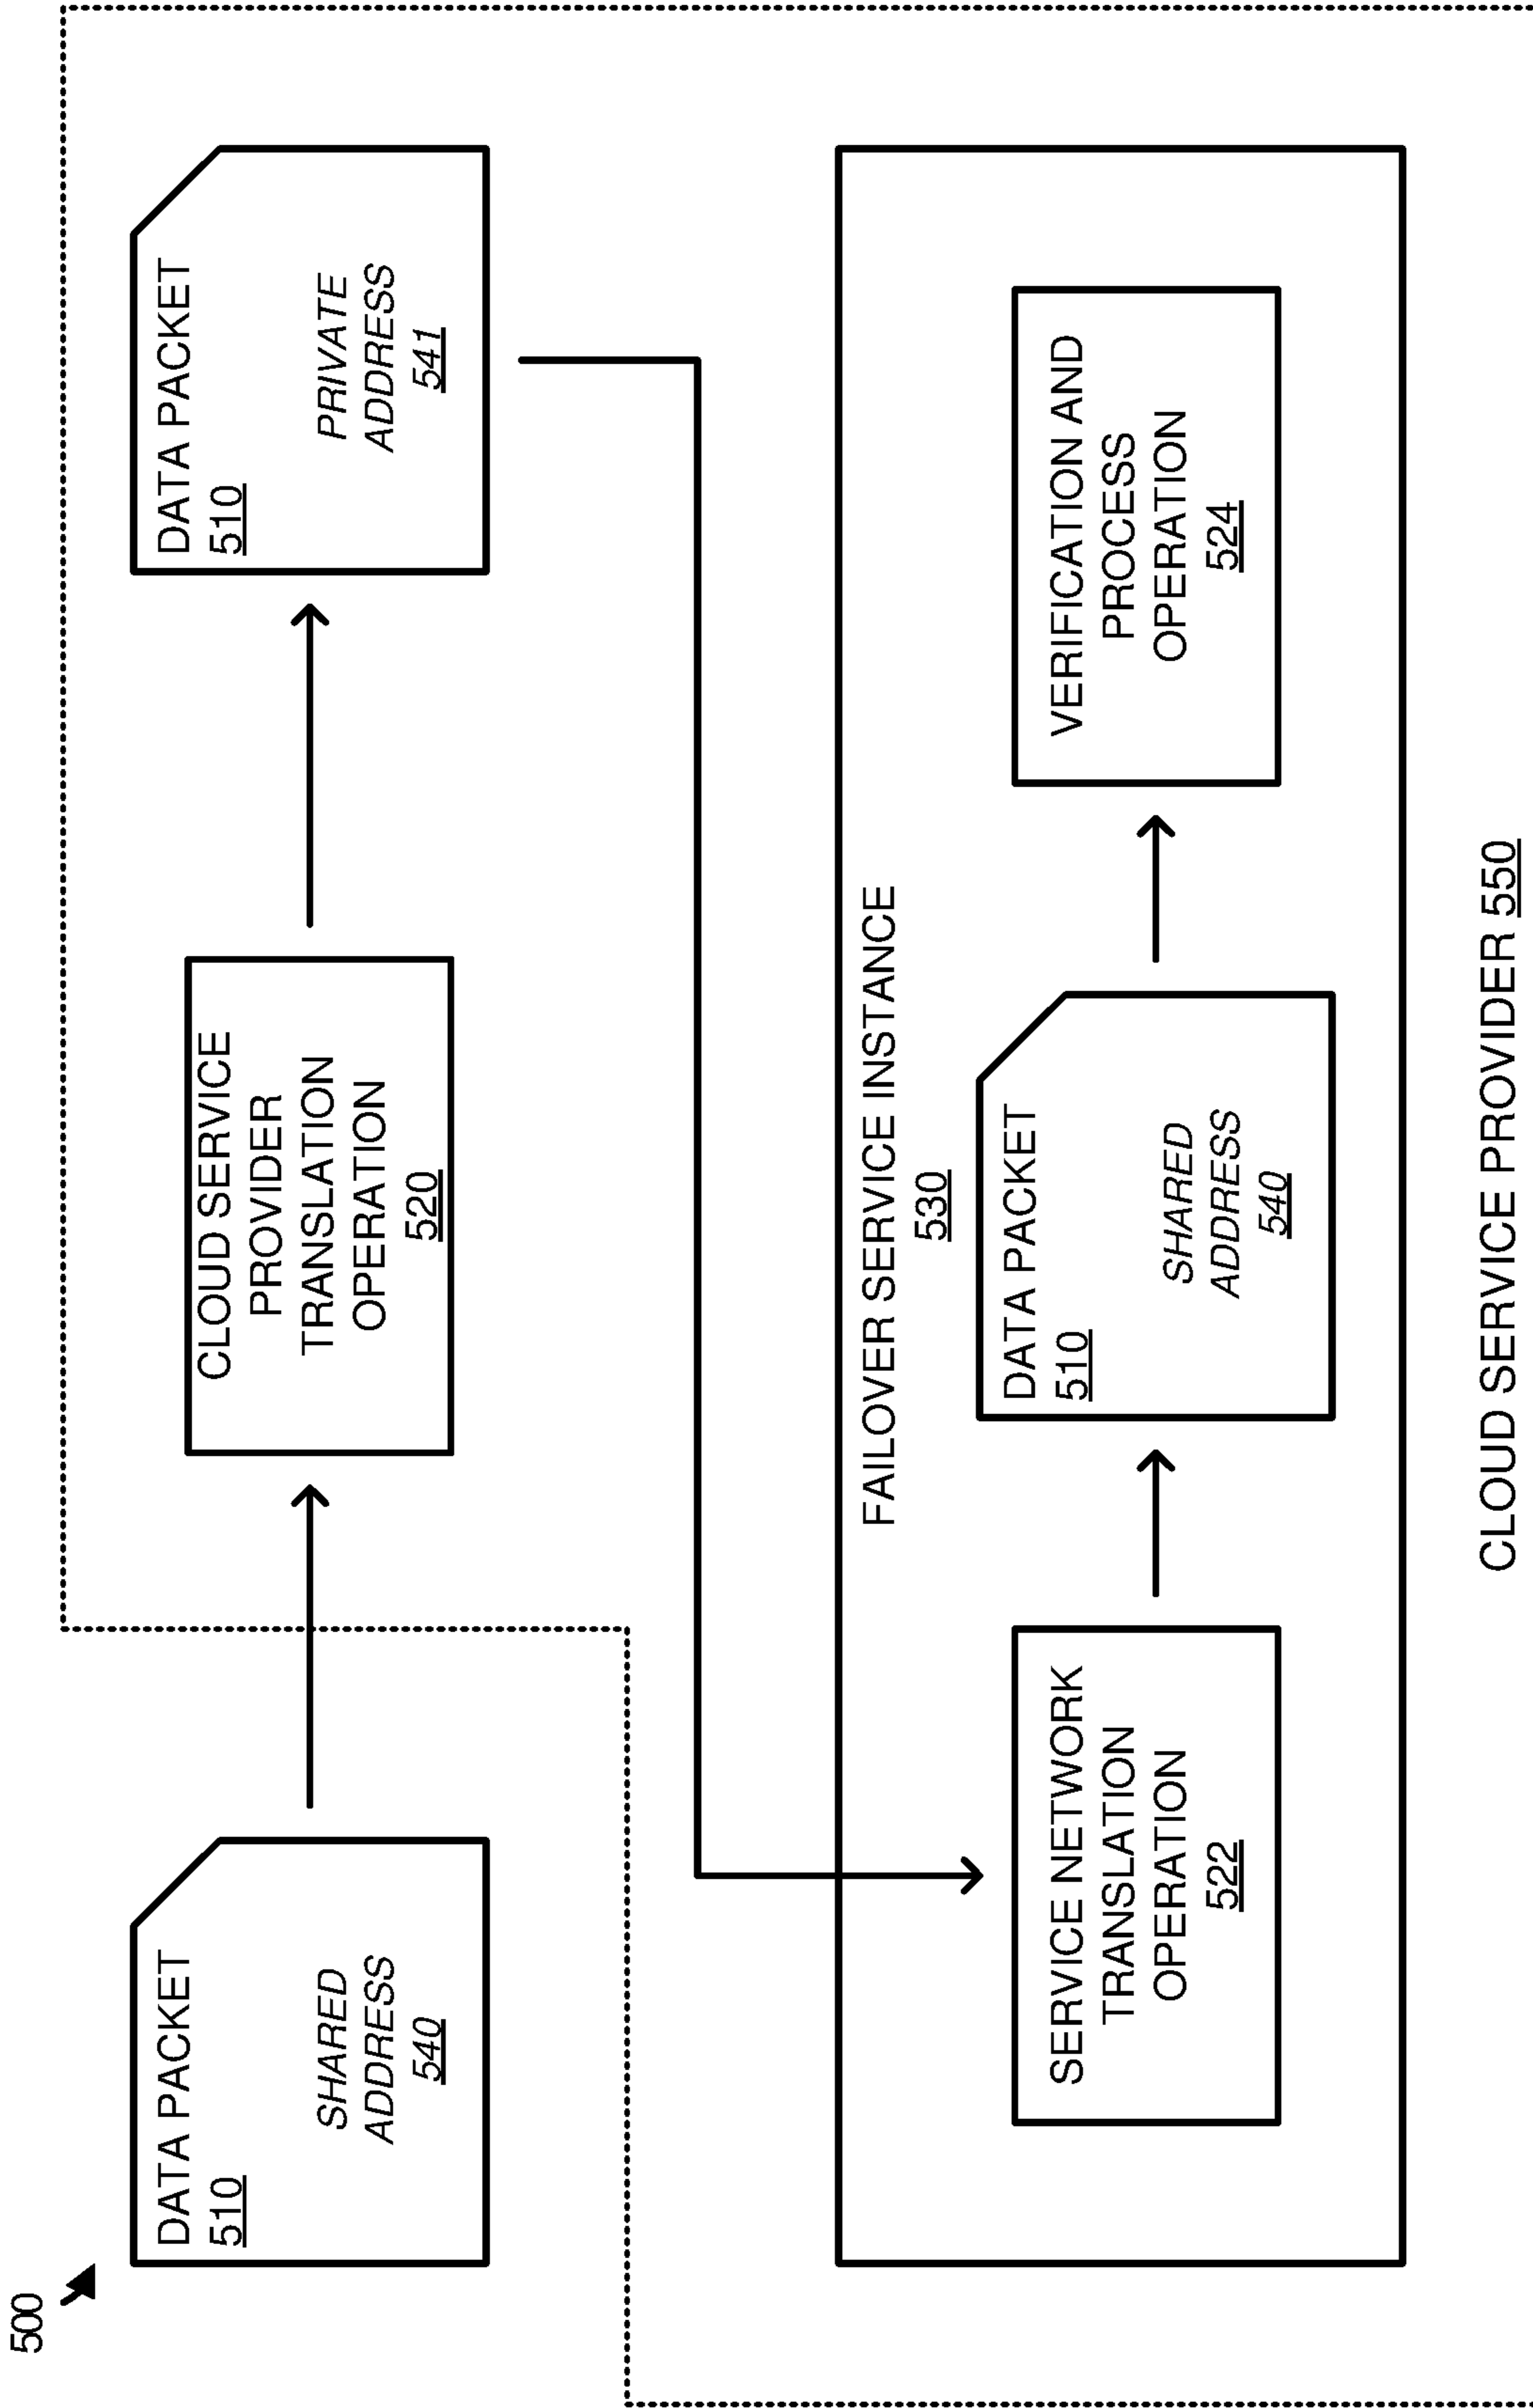 500
DATA PACKET
510
SHARED
ADDRESS
540
CLOUD SERVICE
PROVIDER
TRANSLATION
OPERATION
520
DATA PACKET
510
PRIVATE
ADDRESS
541
FAILOVER SERVICE INSTANCE
530
SERVICE NETWORK
TRANSLATION
OPERATION
522
DATA PACKET
510
SHARED
ADDRESS
540
VERIFICATION AND
PROCESS
OPERATION
524
CLOUD SERVICE PROVIDER 550